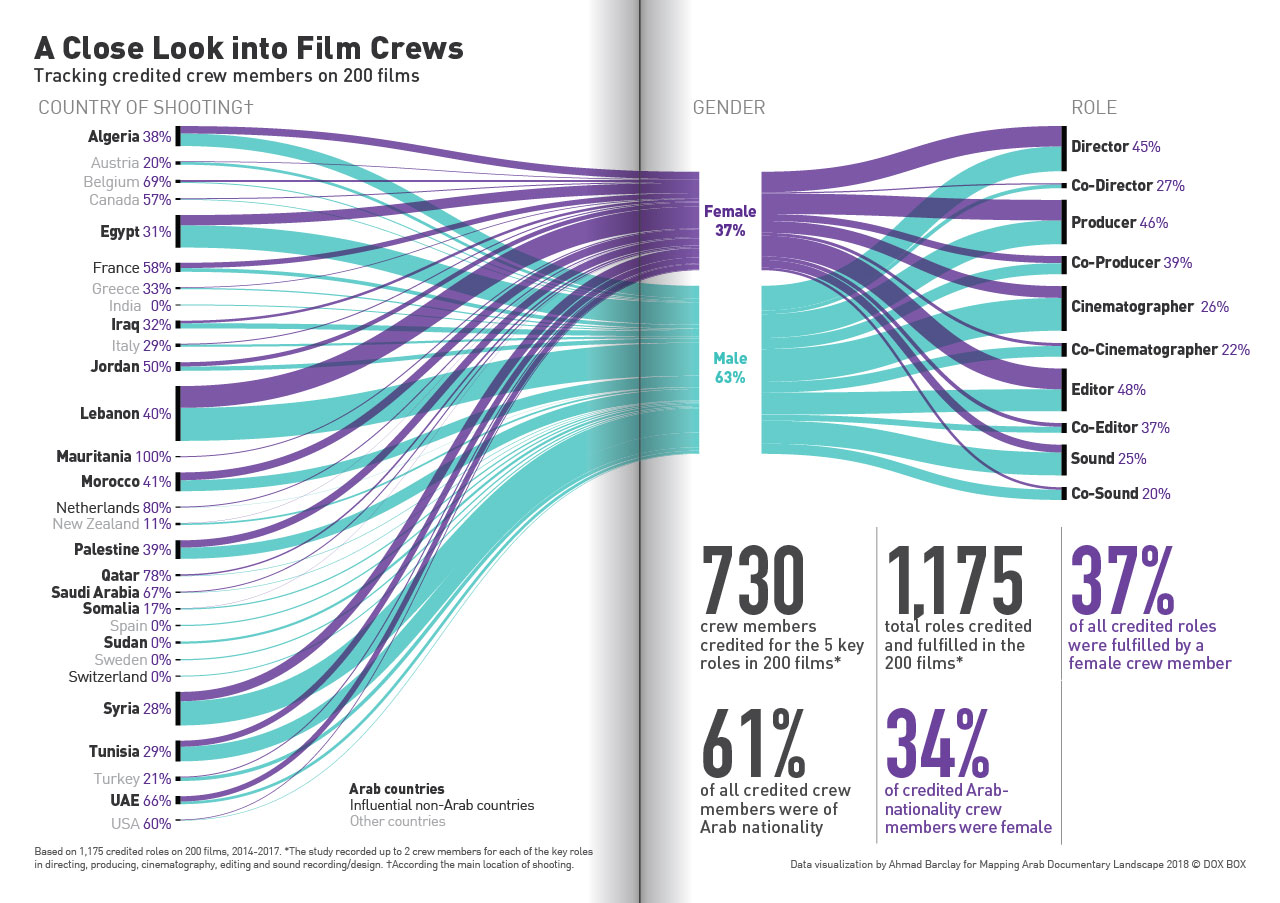 A Close Look into Film Crews
Tracking credited crew members on 200 films
COUNTRY OF SHOOTING†
GENDER
ROLE
Algeria 38%
Austria 20%
Belgium 69%
Canada 57%
Egypt 31%
France 58%
Greece 33%
India 0%
Iraq 32%
Italy 29%
Jordan 50%
Lebanon 40%
Mauritania 100%
Morocco 41%
Netherlands 80%
New Zealand 11%
Palestine 39%
Qatar 78%
Saudi Arabia 67%
Somalia 17%
Spain 0%
Sudan 0%
Sweden 0%
Switzerland 0%
Syria 28%
Tunisia 29%
Turkey 21%
UAE 66%
USA 60%
Arab countries
Influential non-Arab countries
Other countries
Based on 1,175 credited roles on 200 films, 2014-2017. *The study recorded up to 2 crew members for each of the key roles
in directing, producing, cinematography, editing and sound recording/design. †According the main location of shooting.
Female
37%
Male
63%
Director 45%
Co-Director 27%
Producer 46%
Co-Producer 39%
Cinematographer 26%
Co-Cinematographer 22%
Editor 48%
Co-Editor 37%
Sound 25%
Co-Sound 20%
730
crew members
credited for the 5 key
roles in 200 films*
1,175
total roles credited
and fulfilled in the
200 films*
37%
of all credited roles
were fulfilled by a
female crew member
61%
of all credited crew
members were of
Arab nationality
34%
of credited Arab-
nationality crew
members were female
Data visualization by Ahmad Barclay for Mapping Arab Documentary Landscape 2018 © DOX BOX